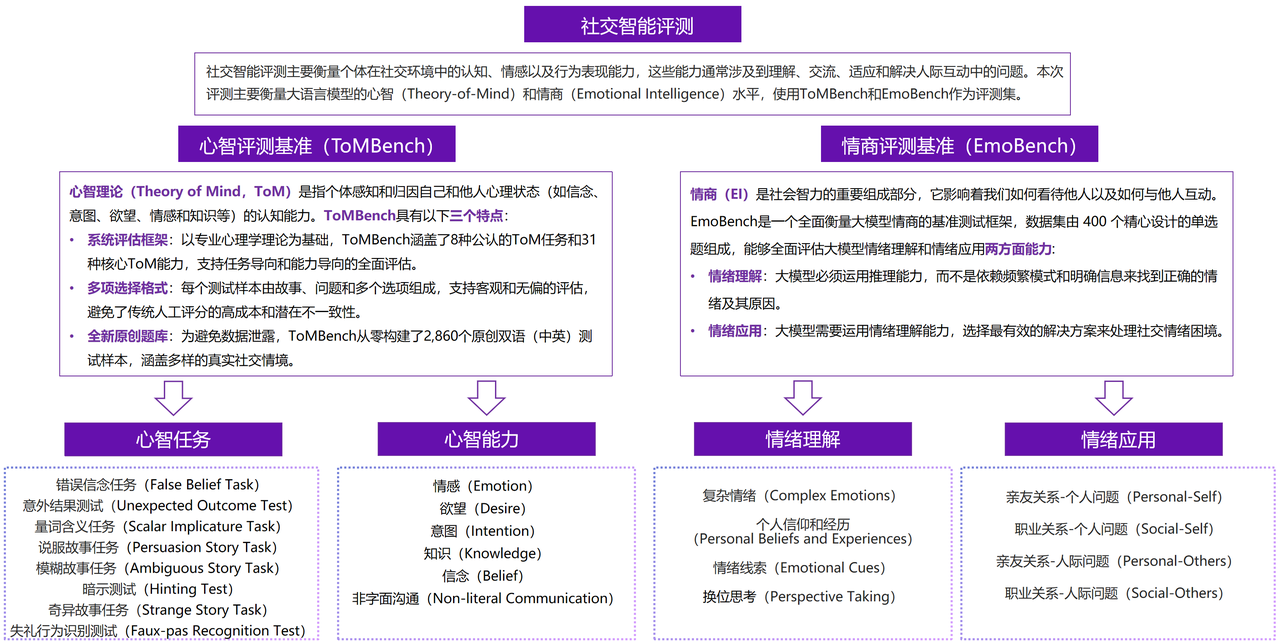 社交智能评测
社交智能评测主要衡量个体在社交环境中的认知、情感以及行为表现能力，这些能力通常涉及到理解、交流、适应和解决人际互动中的问题。本次
评测主要衡量大语言模型的心智（Theory-of-Mind）和情商（Emotional Intelligence）水平，使用ToMBench和EmoBench作为评测集。
心智评测基准（ToMBench）
心智理论（Theory of Mind，ToM）是指个体感知和归因自己和他人心理状态（如信念、
意图、欲望、情感和知识等）的认知能力。ToMBench具有以下三个特点：
• 系统评估框架：以专业心理学理论为基础，ToMBench涵盖了8种公认的ToM任务和31
种核心ToM能力，支持任务导向和能力导向的全面评估。
• 多项选择格式：每个测试样本由故事、问题和多个选项组成，支持客观和无偏的评估，
避免了传统人工评分的高成本和潜在不一致性。
• 全新原创题库：为避免数据泄露，ToMBench从零构建了2,860个原创双语（中英）测
试样本，涵盖多样的真实社交情境。
情商评测基准（EmoBench）
情商（EI）是社会智力的重要组成部分，它影响着我们如何看待他人以及如何与他人互动。
EmoBench是一个全面衡量大模型情商的基准测试框架，数据集由 400 个精心设计的单选
题组成，能够全面评估大模型情绪理解和情绪应用两方面能力:
• 情绪理解：大模型必须运用推理能力，而不是依赖频繁模式和明确信息来找到正确的情
绪及其原因。
• 情绪应用：大模型需要运用情绪理解能力，选择最有效的解决方案来处理社交情绪困境。
心智任务
错误信念任务（False Belief Task）
意外结果测试（Unexpected Outcome Test）
量词含义任务（Scalar Implicature Task）
说服故事任务（Persuasion Story Task）
模糊故事任务（Ambiguous Story Task）
暗示测试（Hinting Test）
奇异故事任务（Strange Story Task）
失礼行为识别测试（Faux-pas Recognition Test）
心智能力
情感（Emotion）
欲望（Desire）
意图（Intention）
知识（Knowledge）
信念（Belief）
非字面沟通（Non-literal Communication）
情绪理解
复杂情绪（Complex Emotions）
个人信仰和经历
（Personal Beliefs and Experiences）
情绪线索（Emotional Cues）
换位思考（Perspective Taking）
情绪应用
亲友关系-个人问题（Personal-Self）
职业关系-个人问题（Social-Self）
亲友关系-人际问题（Personal-Others）
职业关系-人际问题（Social-Others）